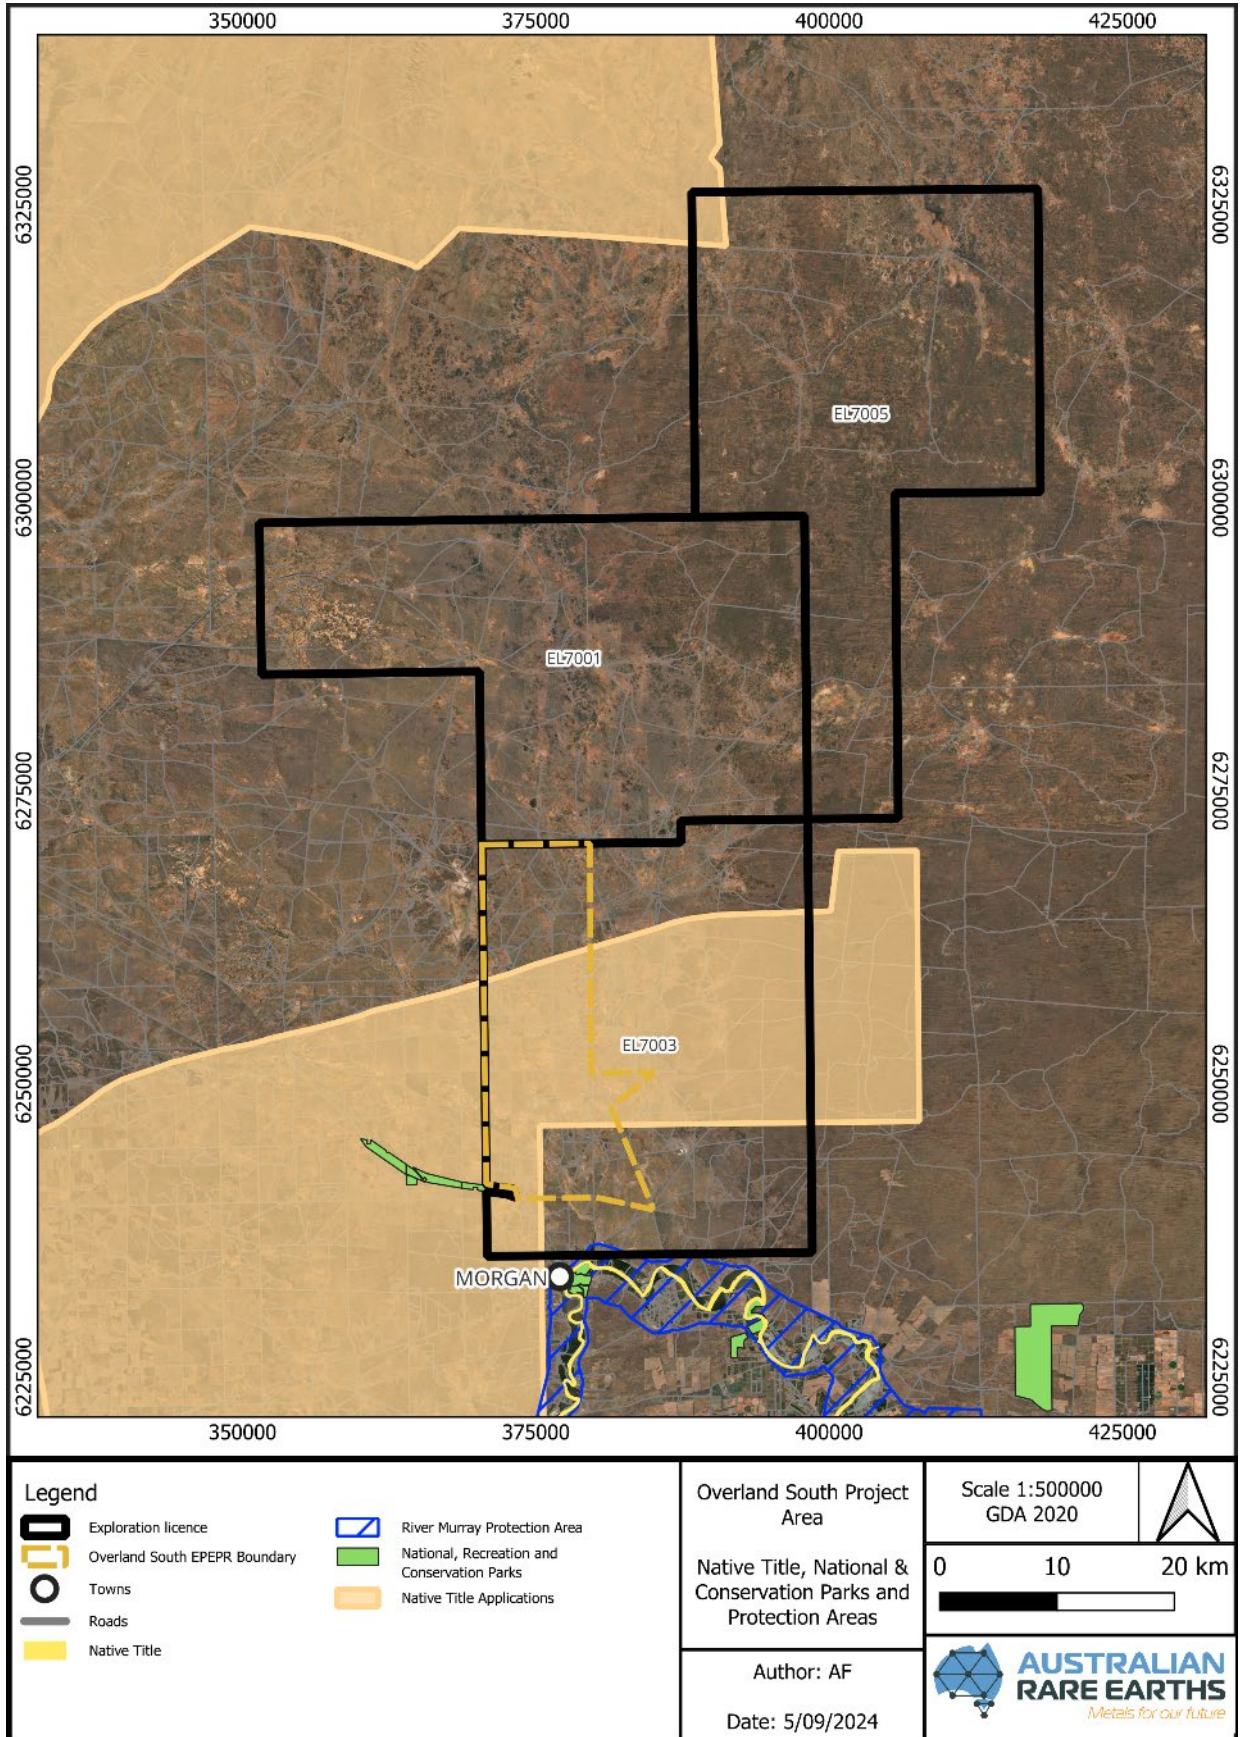 350000
375000
400000
425000
6325000
6325000
EL7005
6300000
6300000
EL7001
6275000
6275000
EL7003
6250000
6250000
MORGAN
6225000
6225000
350000
375000
400000
425000
Legend
Exploration licence
Overland South EPEPR Boundary
Towns
Roads
Native Title
River Murray Protection Area
National, Recreation and
Conservation Parks
Native Title Applications
Overland South Project
Area
Native Title, National &
Conservation Parks and
Protection Areas
Author: AF
Date: 5/09/2024
Scale 1:500000
GDA 2020
0 10 20 km
AUSTRALIAN
RARE EARTHS
Metals for our future